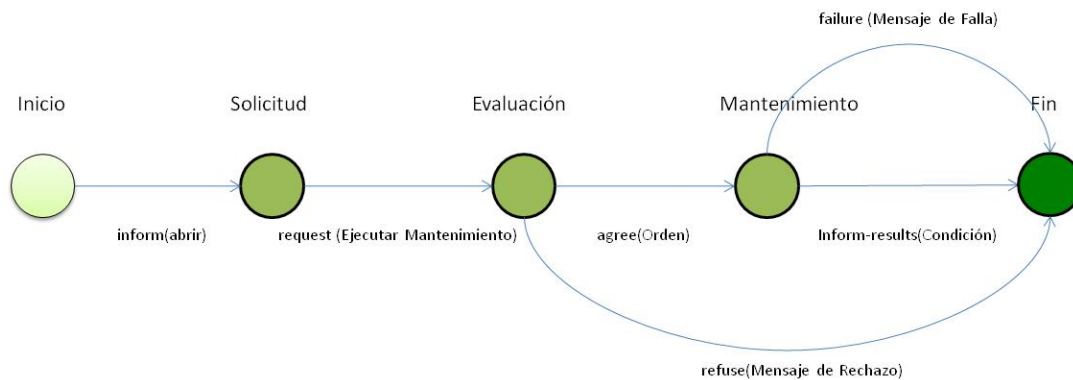 failure (Mensaje de Falla)
Inicio
Solicitud
Evaluación
Mantenimiento
Fin
inform(abrir)
request (Ejecutar Mantenimiento)
agree(Orden)
Inform-results(Condición)
refuse(Mensaje de Rechazo)